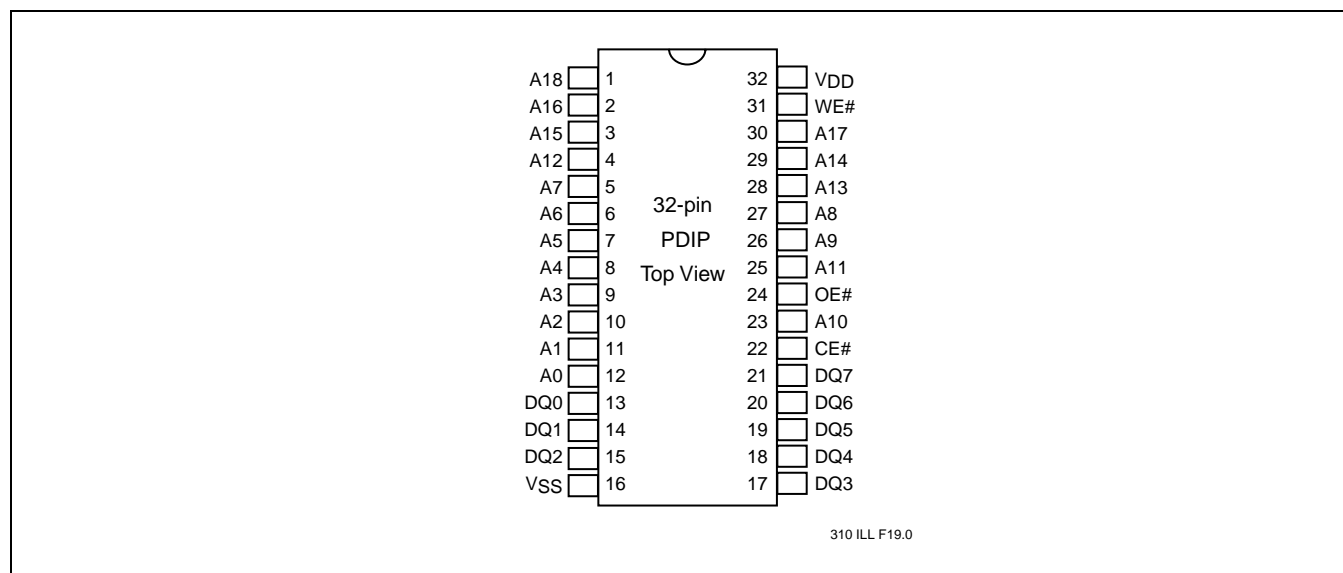 A18 1 32 VDD
A16 2 31 WE#
A15 3 30 A17
A12 4 29 A14
A7 5 28 A13
A6 6 27 A8
A5 7 26 A9
A4 8 25 A11
A3 9 24 OE#
A2 10 23 A10
A1 11 22 CE#
A0 12 21 DQ7
DQ0 13 20 DQ6
DQ1 14 19 DQ5
DQ2 15 18 DQ4
VSS 16 17 DQ3
32-pin
PDIP
Top View
310 ILL F19.0